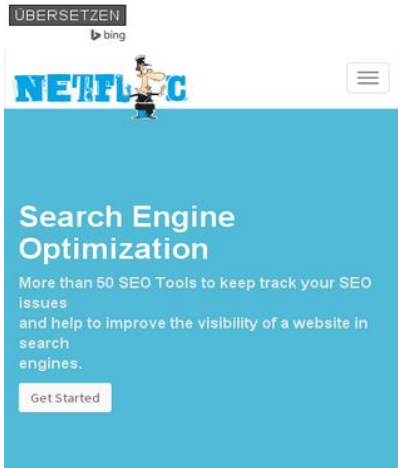 ÜBERSETZEN
bing
NETFLIC
Search Engine
Optimization
More than 50 SEO Tools to keep track your SEO
issues
and help to improve the visibility of a website in
search
engines.
Get Started